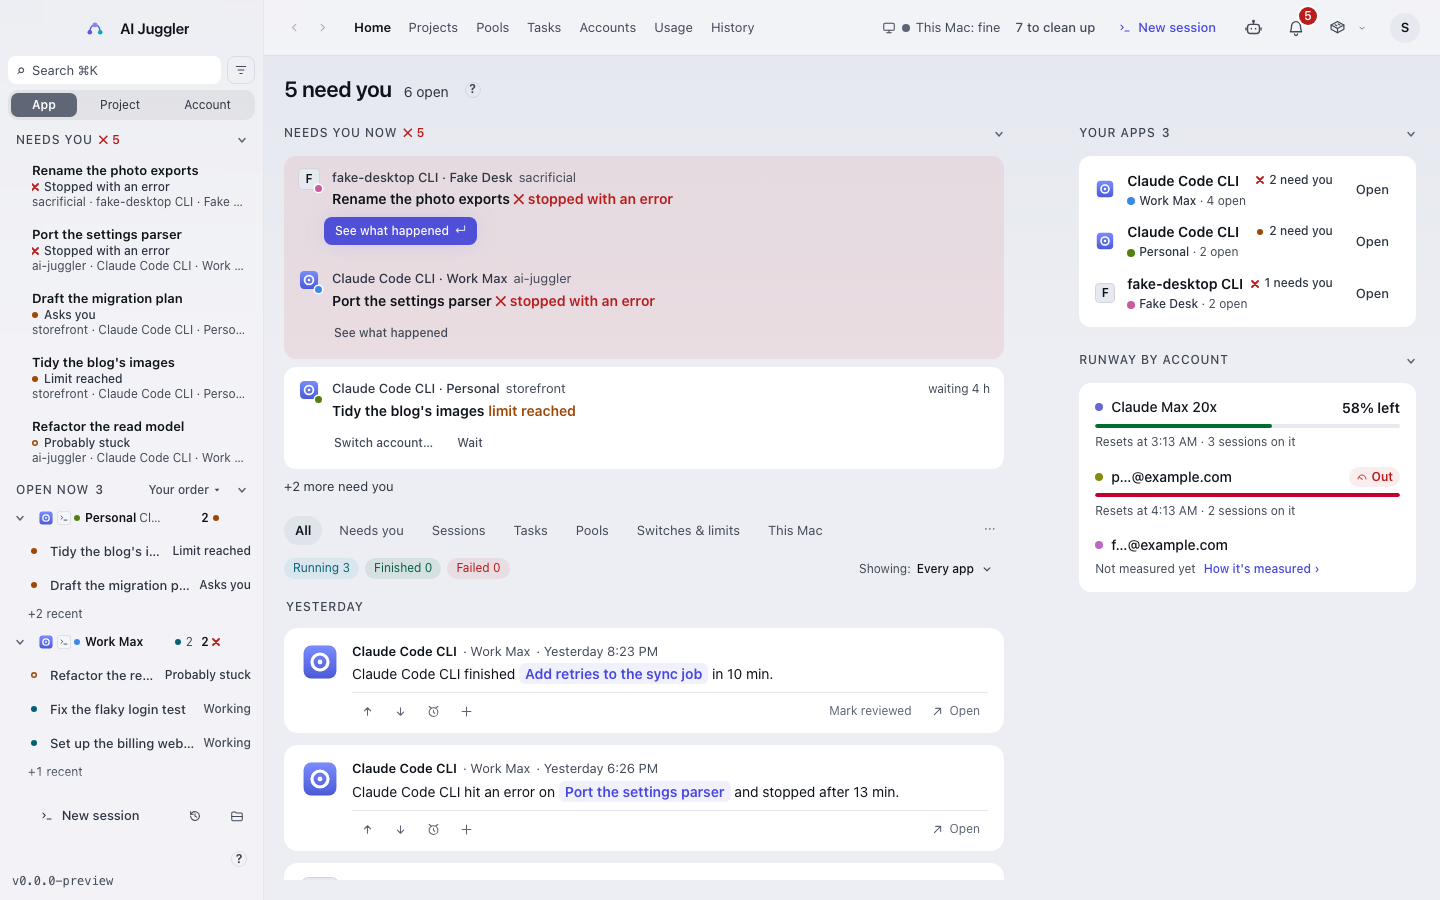 AI Juggler
Search ⌘K
App Project Account
NEEDS YOU 5
Rename the photo exports
Stopped with an error
sacrificial · fake-desktop CLI · Fake ...
Port the settings parser
Stopped with an error
ai-juggler · Claude Code CLI · Work ...
Draft the migration plan
Asks you
storefront · Claude Code CLI · Perso...
Tidy the blog's images
Limit reached
storefront · Claude Code CLI · Perso...
Refactor the read model
Probably stuck
ai-juggler · Claude Code CLI · Work ...
OPEN NOW 3 Your order
Personal Cl... 2
Tidy the blog's i... Limit reached
Draft the migration p... Asks you
+2 recent
Work Max 2 2
Refactor the re... Probably stuck
Fix the flaky login test Working
Set up the billing web... Working
+1 recent
New session
?
v0.0.0-preview
Home Projects Pools Tasks Accounts Usage History
This Mac: fine 7 to clean up New session 5 S
5 need you 6 open ?
NEEDS YOU NOW 5
F fake-desktop CLI · Fake Desk sacrificial
Rename the photo exports stopped with an error
See what happened
Claude Code CLI · Work Max ai-juggler
Port the settings parser stopped with an error
See what happened
Claude Code CLI · Personal storefront waiting 4 h
Tidy the blog's images limit reached
Switch account... Wait
+2 more need you
All Needs you Sessions Tasks Pools Switches & limits This Mac ...
Running 3 Finished 0 Failed 0 Showing: Every app
YESTERDAY
Claude Code CLI · Work Max · Yesterday 8:23 PM
Claude Code CLI finished Add retries to the sync job in 10 min.
Mark reviewed Open
Claude Code CLI · Work Max · Yesterday 6:26 PM
Claude Code CLI hit an error on Port the settings parser and stopped after 13 min.
Open
YOUR APPS 3
Claude Code CLI 2 need you Open
Work Max · 4 open
Claude Code CLI 2 need you Open
Personal · 2 open
F fake-desktop CLI 1 needs you Open
Fake Desk · 2 open
RUNWAY BY ACCOUNT
Claude Max 20x 58% left
Resets at 3:13 AM · 3 sessions on it
p...@example.com Out
Resets at 4:13 AM · 2 sessions on it
f...@example.com
Not measured yet How it's measured ›